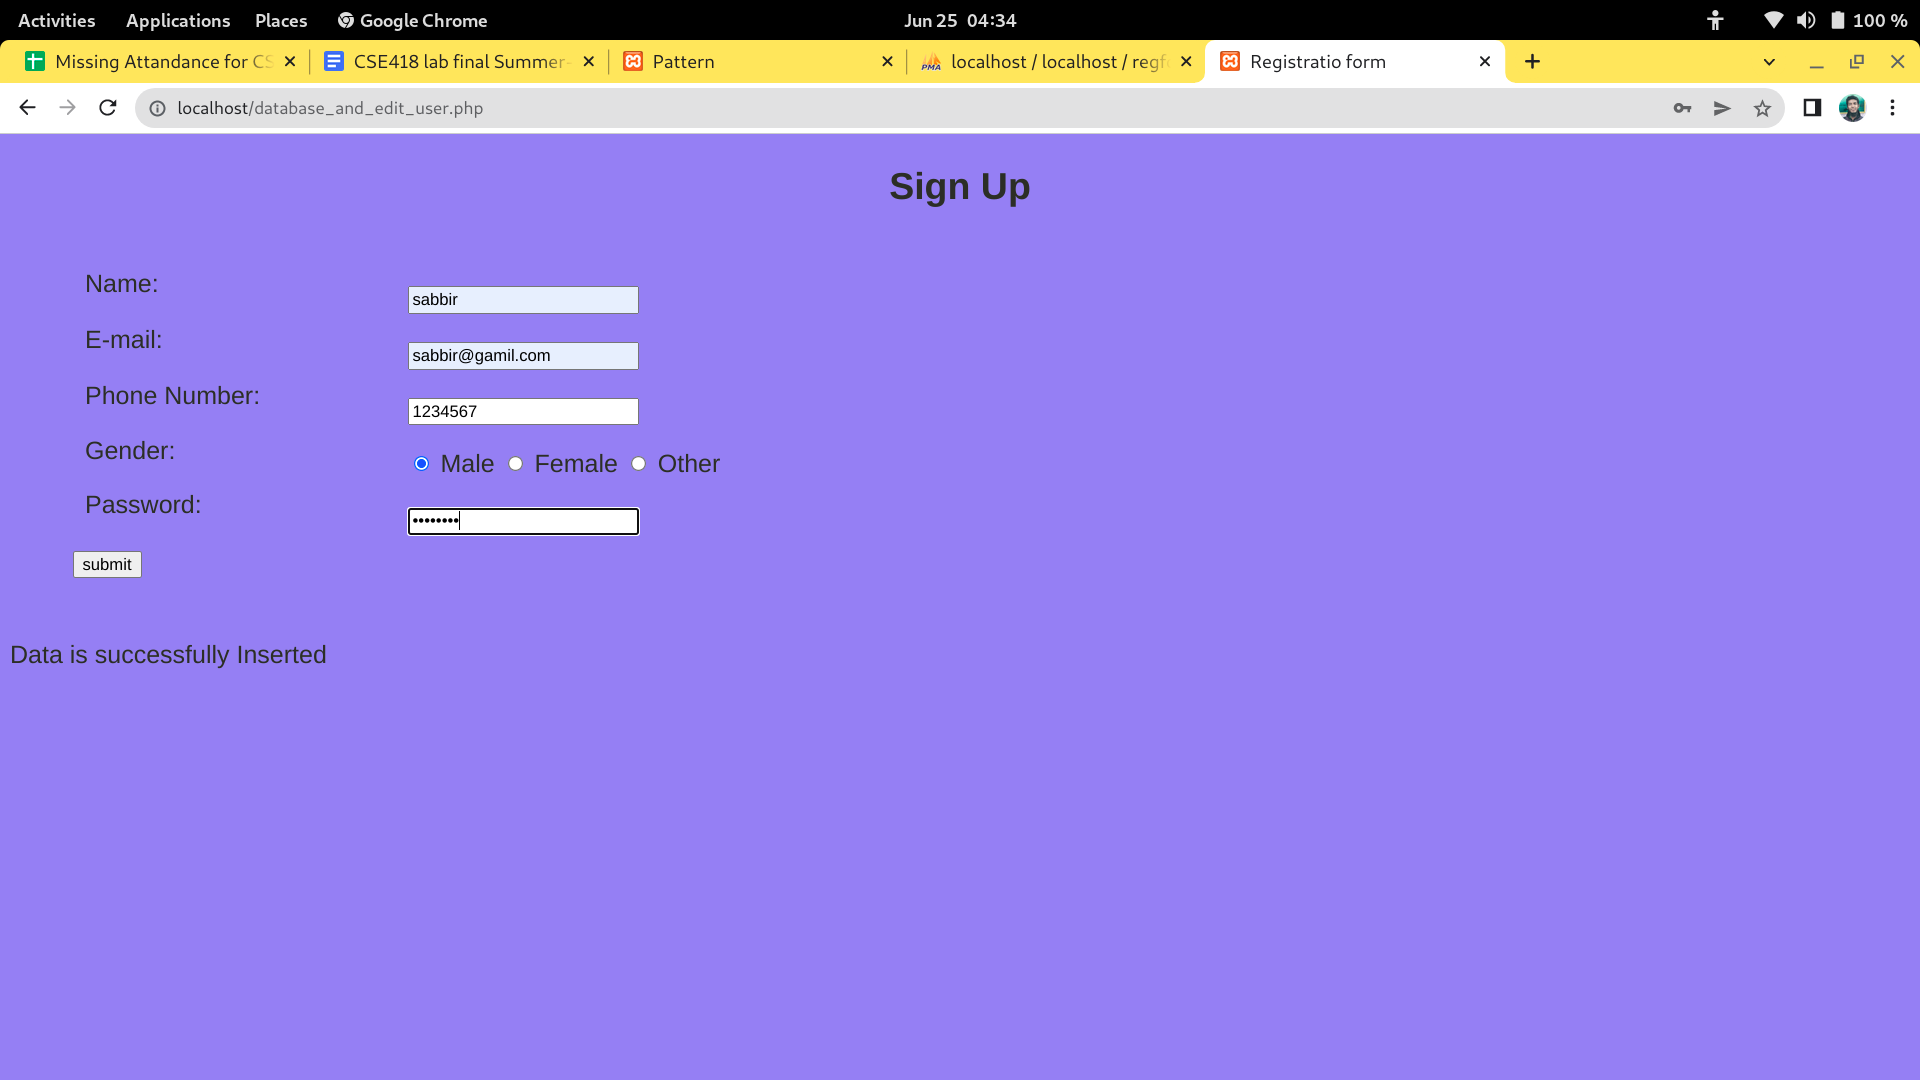 Activities Applications Places Google Chrome Jun 25 04:34 100 %
Missing Attandance for CS CSE418 lab final Summer- Pattern localhost / localhost / regfo Registratio form
localhost/database_and_edit_user.php
Sign Up
Name: sabbir
E-mail: sabbir@gamil.com
Phone Number: 1234567
Gender: Male Female Other
Password: ••••••••
submit
Data is successfully Inserted